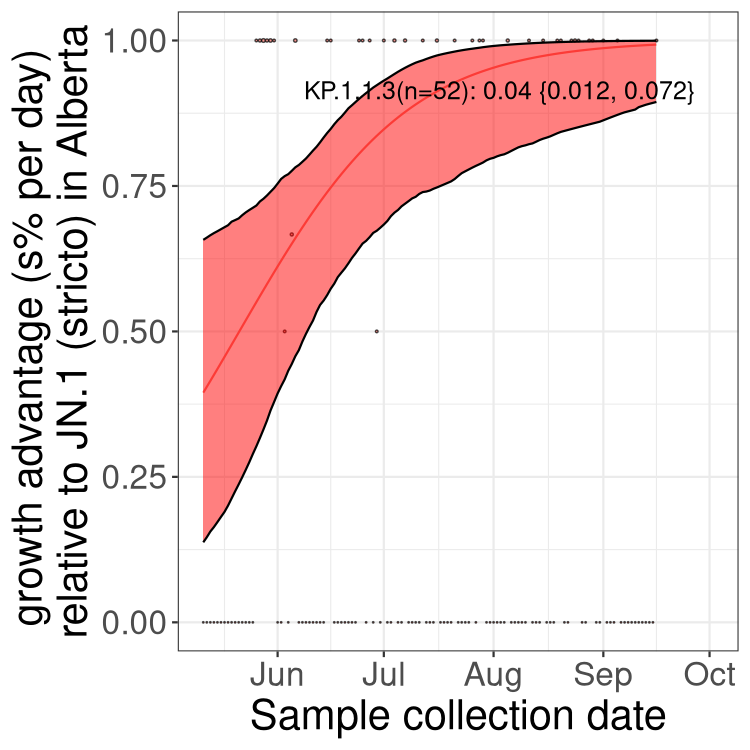 growth advantage (s% per day)
relative to JN.1 (stricto) in Alberta
1.00
0.75
0.50
0.25
0.00
KP.1.1.3(n=52): 0.04 {0.012, 0.072}
Jun Jul Aug Sep Oct
Sample collection date